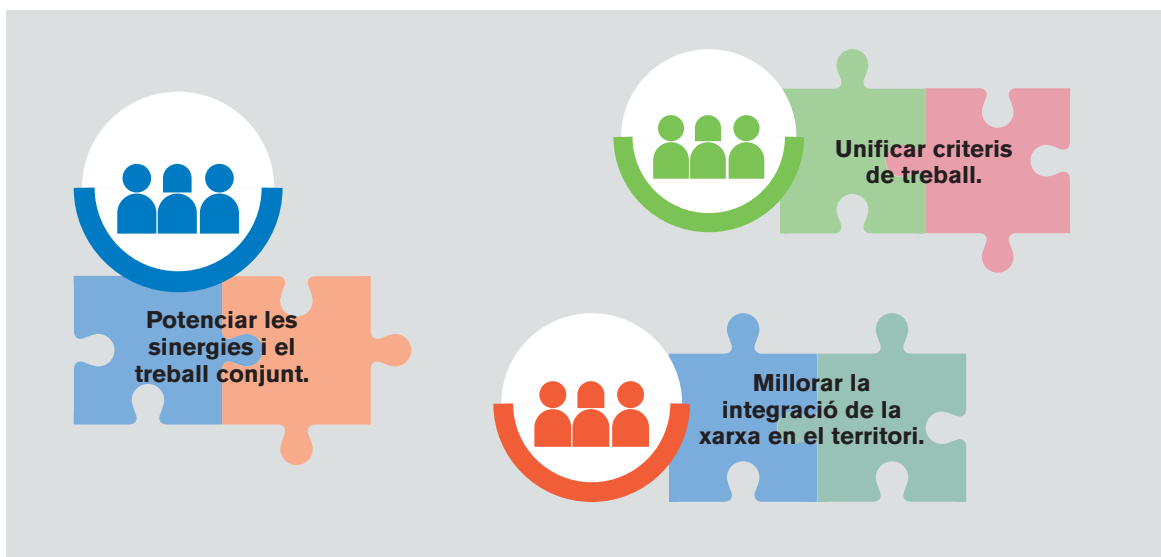 Potenciar les
sinergies i el
treball conjunt.
Unificar criteris
de treball.
Millorar la
integració de la
xarxa en el territori.